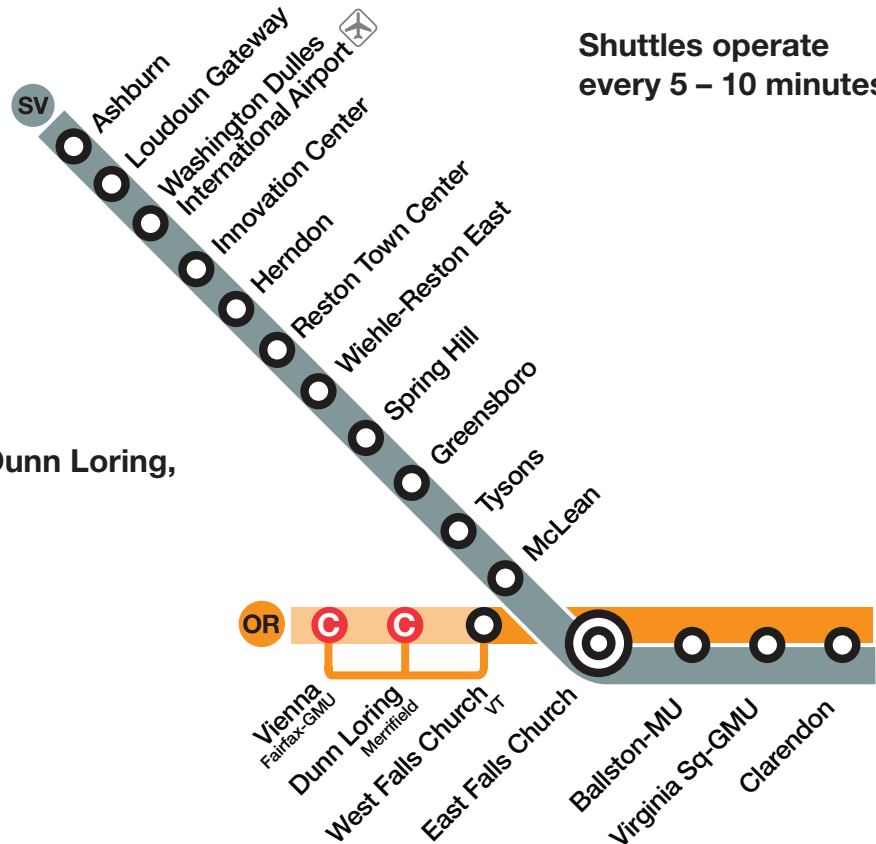 Shuttles operate
every 5 – 10 minutes
SV
Ashburn
Loudoun Gateway
Washington Dulles
International Airport
Innovation Center
Herndon
Reston Town Center
Wiehle-Reston East
Spring Hill
Greensboro
Tysons
McLean
Dunn Loring,
OR
C
C
Vienna
Fairfax-GMU
Dunn Loring
Merrifield
West Falls Church
VT
East Falls Church
Ballston-MU
Virginia Sq-GMU
Clarendon